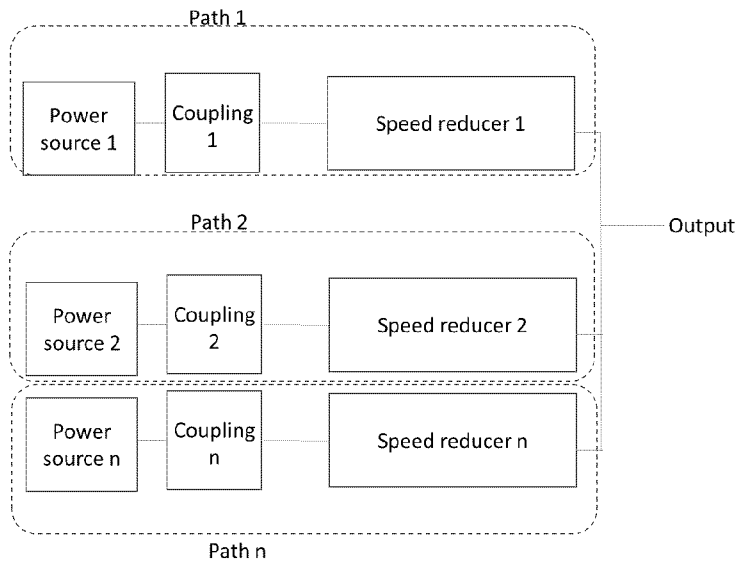 Path 1
Power
source 1
Coupling
1
Speed reducer 1
Path 2
Output
Power
source 2
Coupling
2
Speed reducer 2
Power
source n
Coupling
n
Speed reducer n
Path n